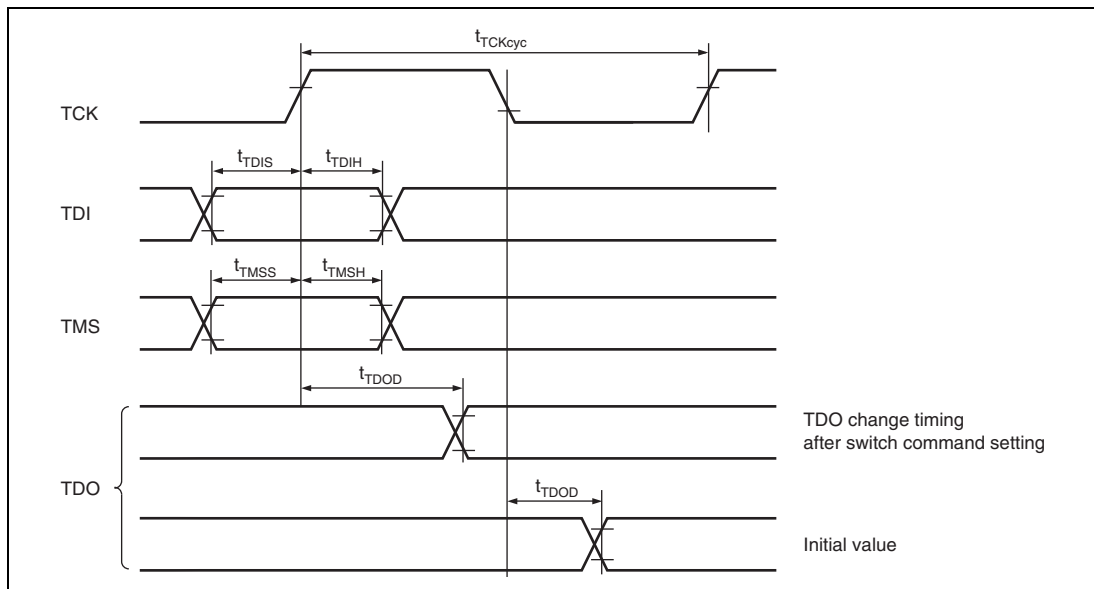 tTCKcyc
TCK
tTDIS
tTDIH
TDI
tTMSS
tTMSH
TMS
tTDOD
TDO change timing
after switch command setting
TDO
tTDOD
Initial value